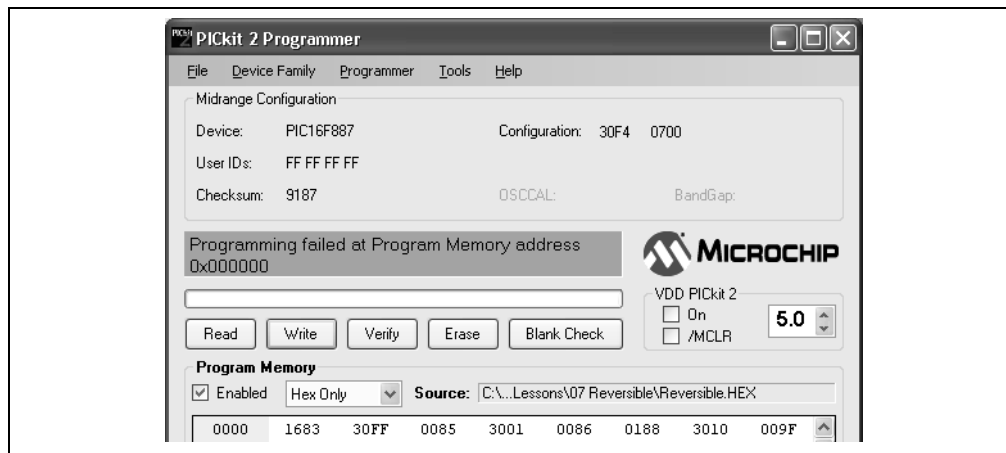 PICkit 2 Programmer
File Device Family Programmer Tools Help
Midrange Configuration
Device: PIC16F887 Configuration: 30F4 0700
User IDs: FF FF FF FF
Checksum: 9187 OSCCAL: BandGap:
Programming failed at Program Memory address
0x000000
MICROCHIP
VDD PICkit 2
On
/MCLR
5.0
Read Write Verify Erase Blank Check
Program Memory
Enabled Hex Only Source: C:\...Lessons\07 Reversible\Reversible.HEX
0000 1683 30FF 0085 3001 0086 0188 3010 009F